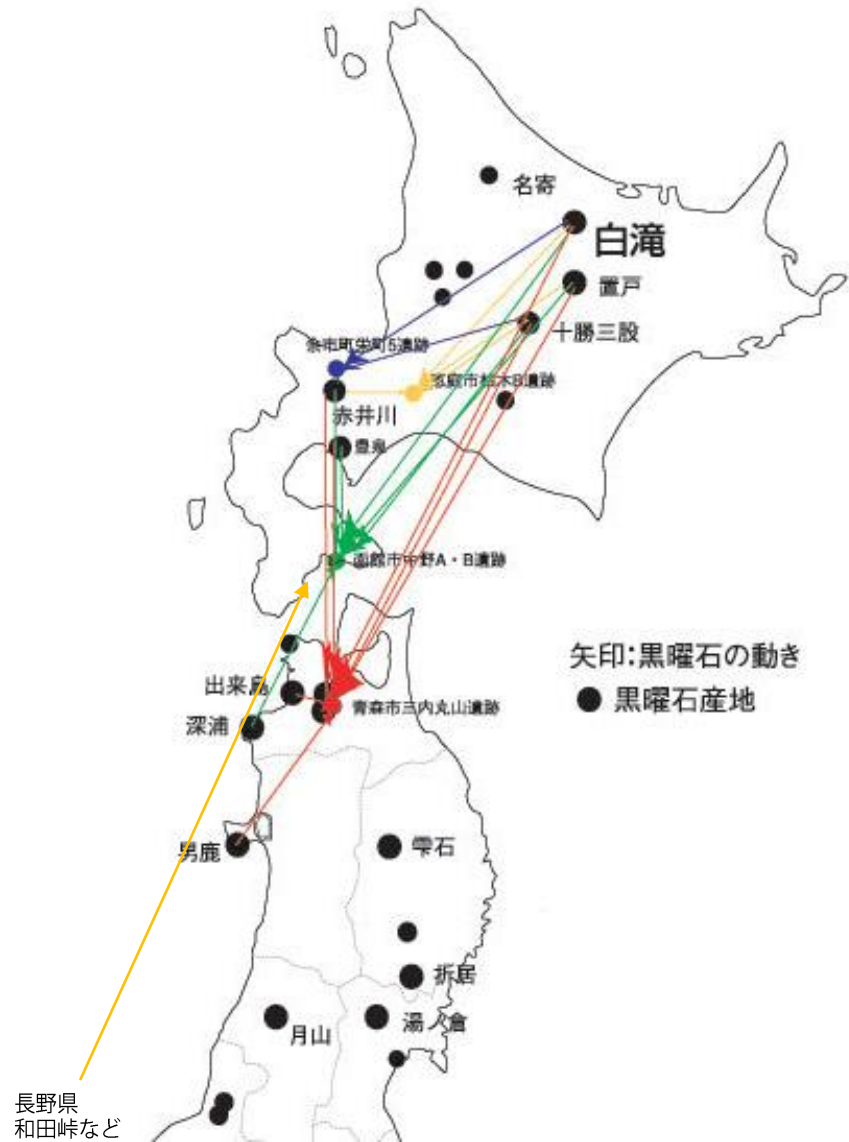 名寄
白滝
置戸
十勝三股
余市町栄町5遺跡
恵庭市柏木B遺跡
赤井川
豊泉
函館市中野A・B遺跡
矢印:黒曜石の動き
黒曜石産地
出来島
青森市三内丸山遺跡
深浦
男鹿
雫石
折居
湯ノ倉
月山
長野県
和田峠など